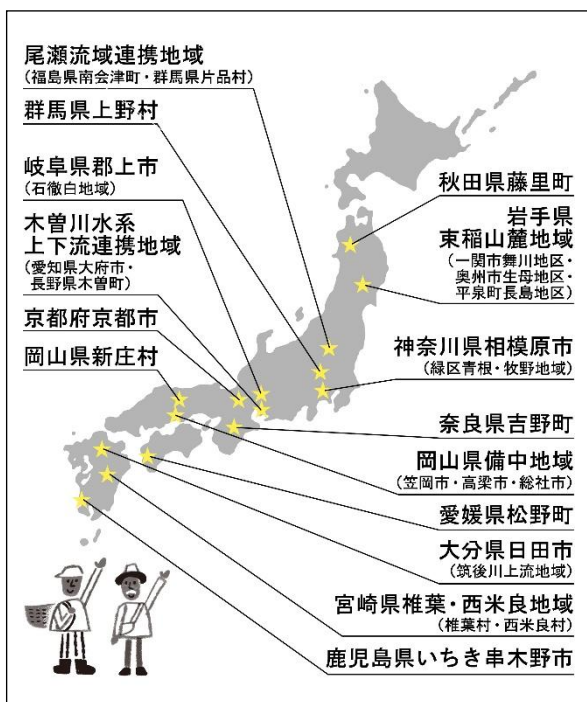 尾瀬流域連携地域
(福島県南会津町・群馬県片品村)
群馬県上野村
岐阜県郡上市
(石徹白地域)
木曽川水系
上下流連携地域
(愛知県大府市・
長野県木曽町)
京都府京都市
岡山県新庄村
秋田県藤里町
岩手県
束稲山麓地域
(一関市舞川地区・
奥州市生母地区・
平泉町長島地区)
神奈川県相模原市
(緑区青根・牧野地域)
奈良県吉野町
岡山県備中地域
(笠岡市・高梁市・総社市)
愛媛県松野町
大分県日田市
(筑後川上流地域)
宮崎県椎葉・西米良地域
(椎葉村・西米良村)
鹿児島県いちき串木野市